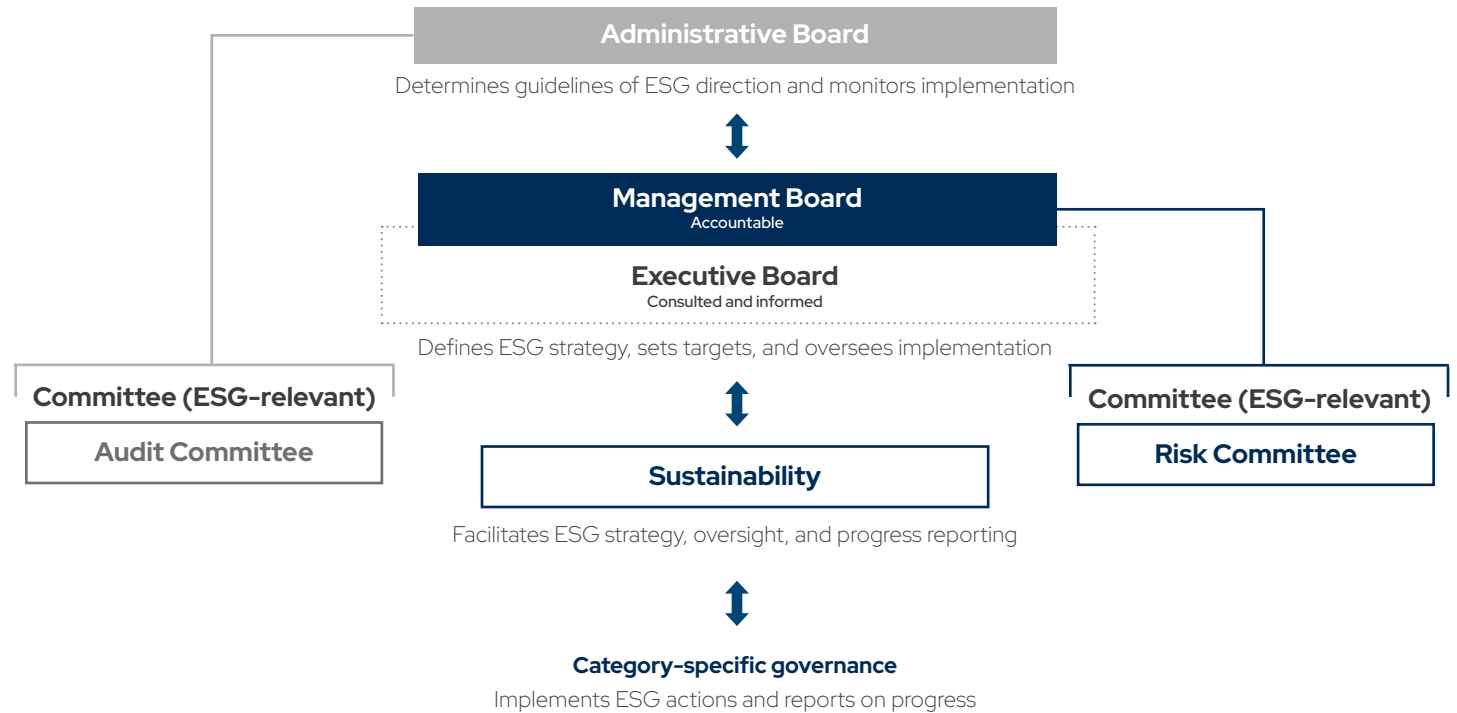 Administrative Board
Determines guidelines of ESG direction and monitors implementation
Management Board
Accountable
Executive Board
Consulted and informed
Defines ESG strategy, sets targets, and oversees implementation
Committee (ESG-relevant)
Audit Committee
Committee (ESG-relevant)
Risk Committee
Sustainability
Facilitates ESG strategy, oversight, and progress reporting
Category-specific governance
Implements ESG actions and reports on progress